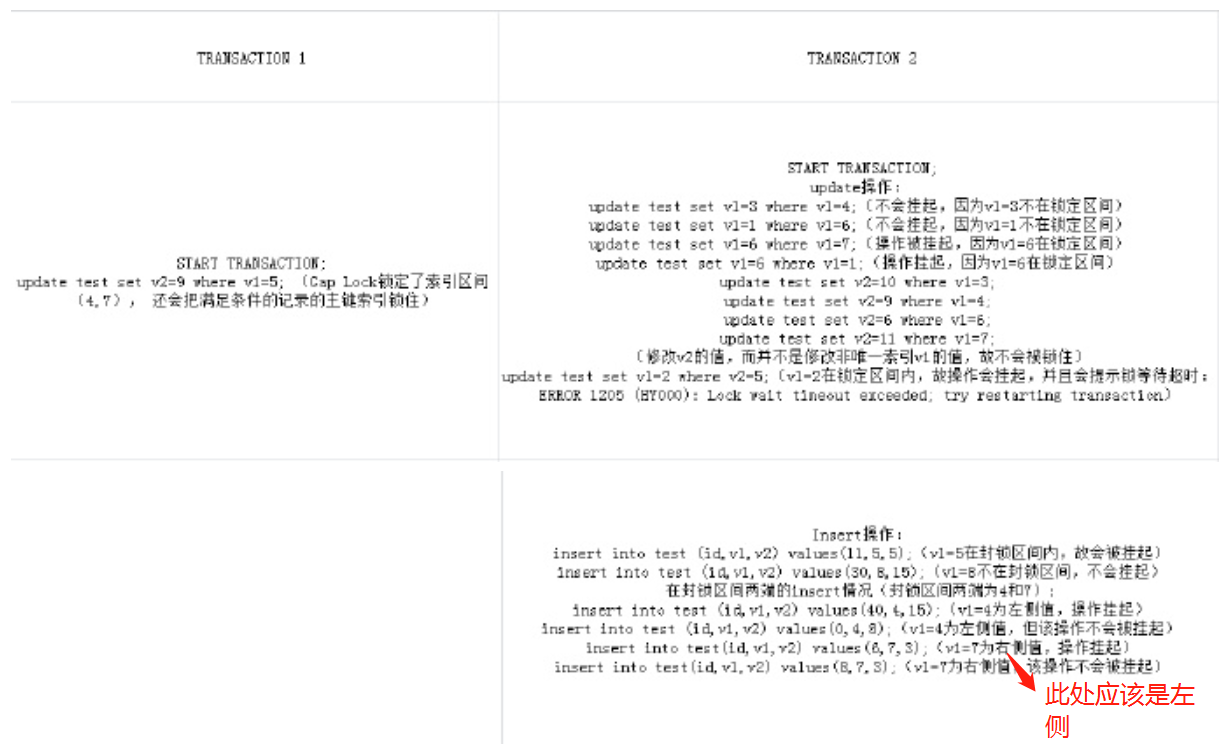 TRANSACTION 1
TRANSACTION 2
START TRANSACTION;
update test set v2=9 where v1=5; （Gap Lock锁定了索引区间
（4,7）， 还会把满足条件的记录的主键索引锁住）
START TRANSACTION;
update操作：
update test set v1=3 where v1=4;（不会挂起，因为v1=3不在锁定区间）
update test set v1=1 where v1=6;（不会挂起，因为v1=1不在锁定区间）
update test set v1=6 where v1=7;（操作被挂起，因为v1=6在锁定区间）
update test set v1=6 where v1=1;（操作挂起，因为v1=6在锁定区间）
update test set v2=10 where v1=3;
update test set v2=9 where v1=4;
update test set v2=6 where v1=6;
update test set v2=11 where v1=7;
（修改v2的值，而并不是修改非唯一索引v1的值，故不会被锁住）
update test set v1=2 where v2=5;（v1=2在锁定区间内，故操作会挂起，并且会提示锁等待超时：
ERROR 1205 (HY000): Lock wait timeout exceeded; try restarting transaction）
Insert操作：
insert into test (id,v1,v2) values(11,5,5);（v1=5在封锁区间内，故会被挂起）
insert into test (id,v1,v2) values(30,8,15);（v1=8不在封锁区间，不会挂起）
在封锁区间两端的insert情况（封锁区间两端为4和7）：
insert into test (id,v1,v2) values(40,4,15);（v1=4为左侧值，操作挂起）
insert into test (id,v1,v2) values(0,4,8);（v1=4为左侧值，但该操作不会被挂起）
insert into test(id,v1,v2) values(6,7,3);（v1=7为右侧值，操作挂起）
insert into test(id,v1,v2) values(8,7,3);（v1=7为右侧值，该操作不会被挂起）
此处应该是左
侧